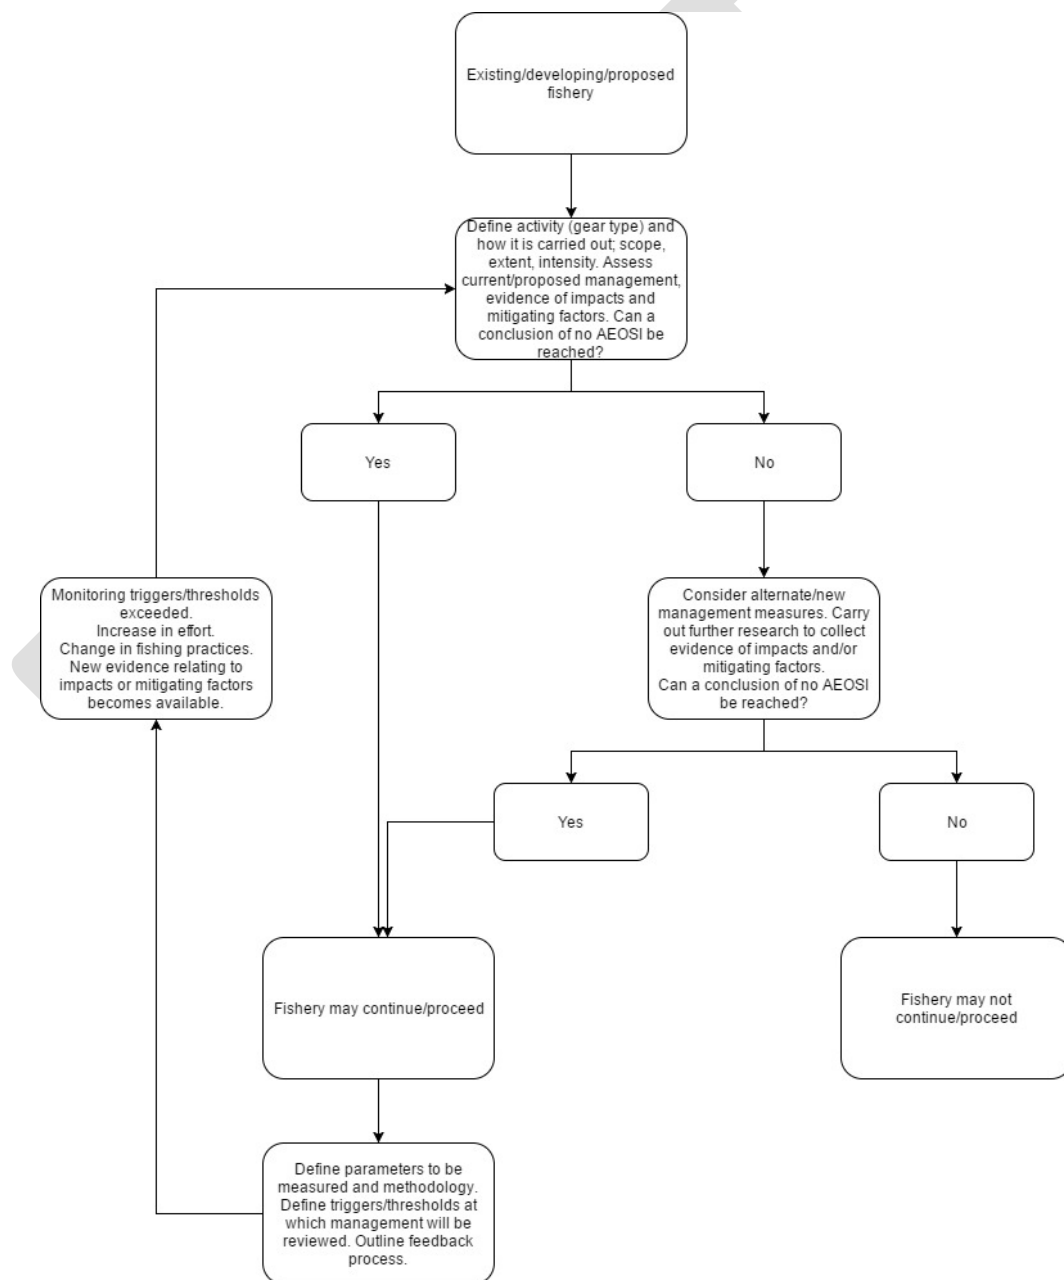 Existing/developing/proposed
fishery
Define activity (gear type) and
how it is carried out; scope,
extent, intensity. Assess
current/proposed management,
evidence of impacts and
mitigating factors. Can a
conclusion of no AEOSI be
reached?
Yes
No
Monitoring triggers/thresholds
exceeded.
Increase in effort.
Change in fishing practices.
New evidence relating to
impacts or mitigating factors
becomes available.
Consider alternate/new
management measures. Carry
out further research to collect
evidence of impacts and/or
mitigating factors.
Can a conclusion of no AEOSI
be reached?
Yes
No
Fishery may continue/proceed
Fishery may not
continue/proceed
Define parameters to be
measured and methodology.
Define triggers/thresholds at
which management will be
reviewed. Outline feedback
process.